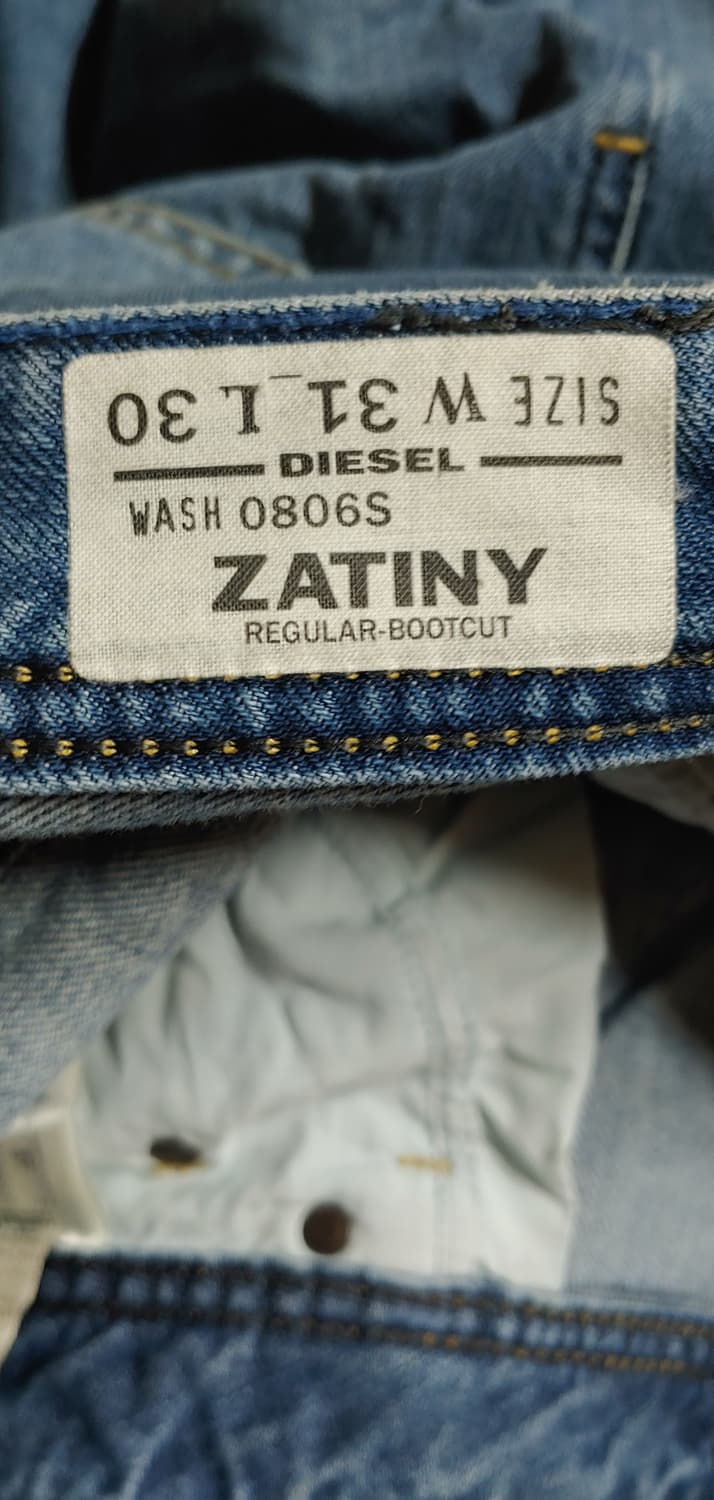 SIZE W 31 L 30
DIESEL
WASH 0806S
ZATINY
REGULAR-BOOTCUT